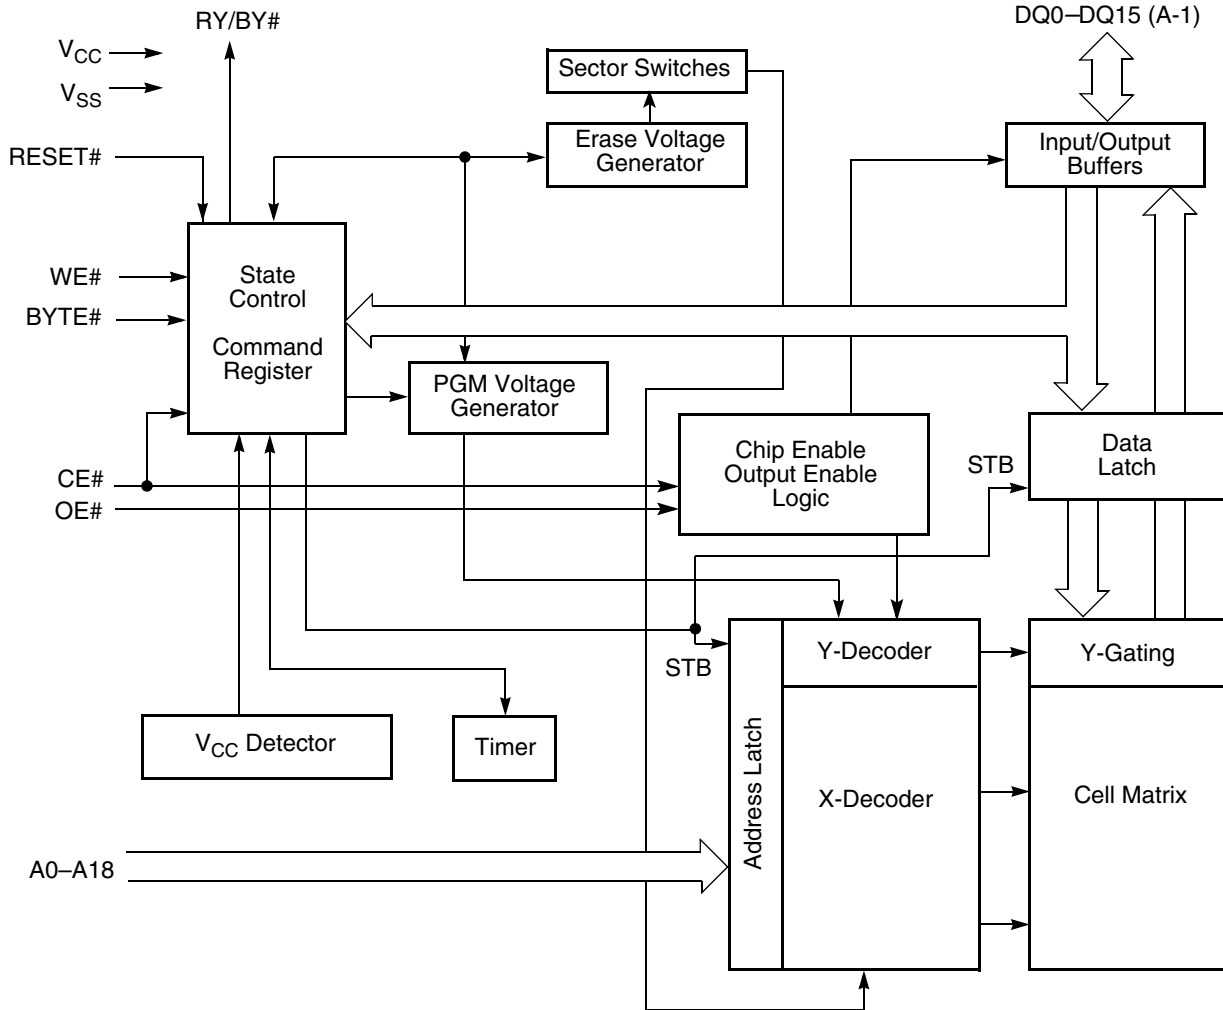 RY/BY#
DQ0–DQ15 (A-1)
VCC
VSS
Sector Switches
Erase Voltage
Generator
Input/Output
Buffers
RESET#
WE#
BYTE#
State
Control
Command
Register
PGM Voltage
Generator
Chip Enable
Output Enable
Logic
STB
Data
Latch
CE#
OE#
STB
Y-Decoder
Y-Gating
VCC Detector
Timer
Address Latch
X-Decoder
Cell Matrix
A0–A18